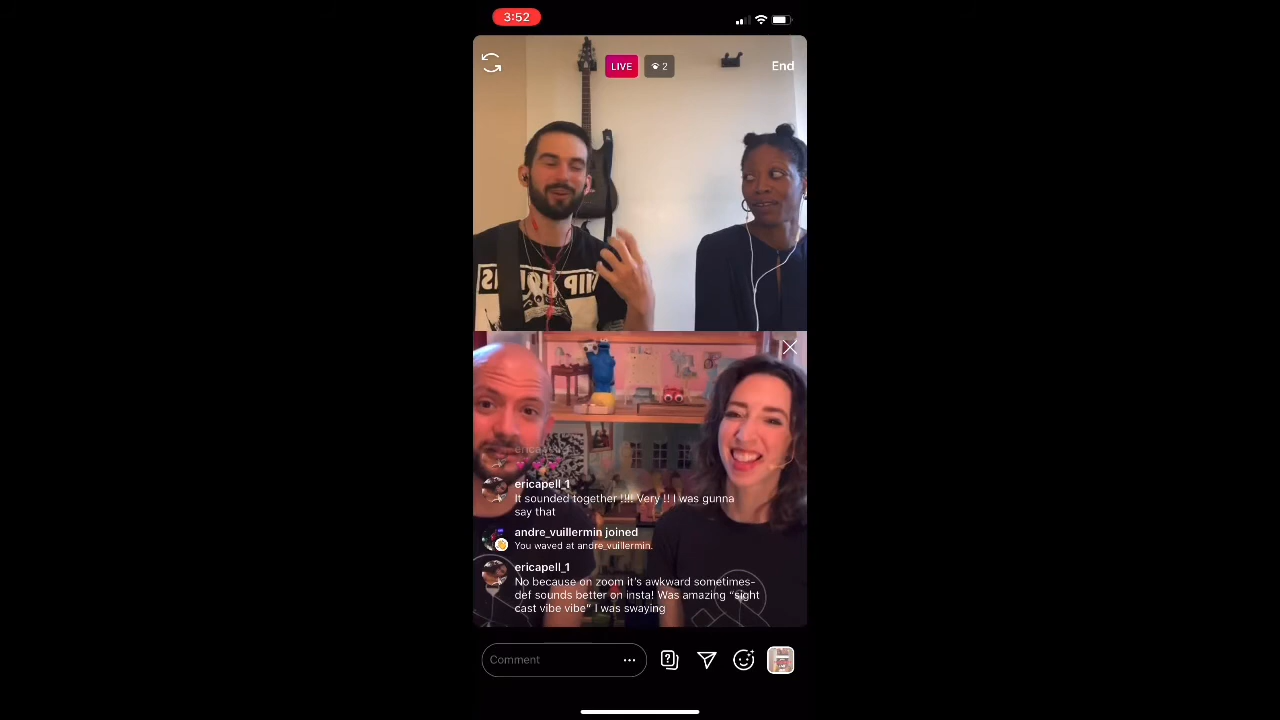 3:52
LIVE
2
End
ericapell_1
ericapell_1
It sounded together !!!! Very !! I was gunna
say that
andre_vuillermin joined
You waved at andre_vuillermin.
ericapell_1
No because on zoom it's awkward sometimes-
def sounds better on insta! Was amazing “sight
cast vibe vibe” I was swaying
Comment